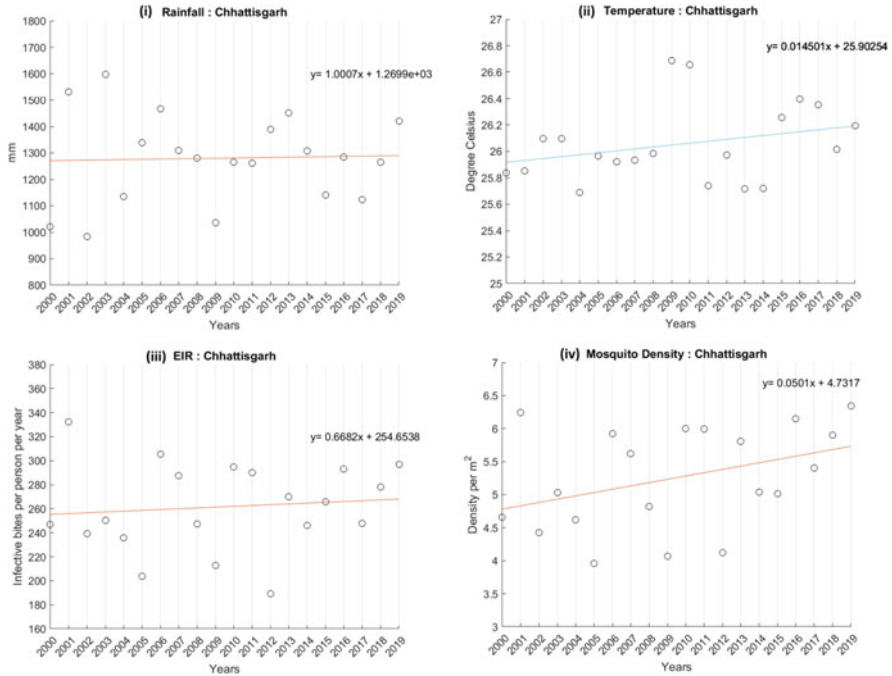 (i) Rainfall : Chhattisgarh
y= 1.0007x + 1.2699e+03
mm
1800
1700
1600
1500
1400
1300
1200
1100
1000
900
800
2000 2001 2002 2003 2004 2005 2006 2007 2008 2009 2010 2011 2012 2013 2014 2015 2016 2017 2018 2019
Years
(ii) Temperature : Chhattisgarh
y= 0.014501x + 25.90254
Degree Celsius
27
26.8
26.6
26.4
26.2
26
25.8
25.6
25.4
25.2
25
2000 2001 2002 2003 2004 2005 2006 2007 2008 2009 2010 2011 2012 2013 2014 2015 2016 2017 2018 2019
Years
(iii) EIR : Chhattisgarh
y= 0.6682x + 254.6538
Infective bites per person per year
380
360
340
320
300
280
260
240
220
200
180
160
2000 2001 2002 2003 2004 2005 2006 2007 2008 2009 2010 2011 2012 2013 2014 2015 2016 2017 2018 2019
Years
(iv) Mosquito Density : Chhattisgarh
y= 0.0501x + 4.7317
Density per m²
7
6.5
6
5.5
5
4.5
4
3.5
3
2000 2001 2002 2003 2004 2005 2006 2007 2008 2009 2010 2011 2012 2013 2014 2015 2016 2017 2018 2019
Years